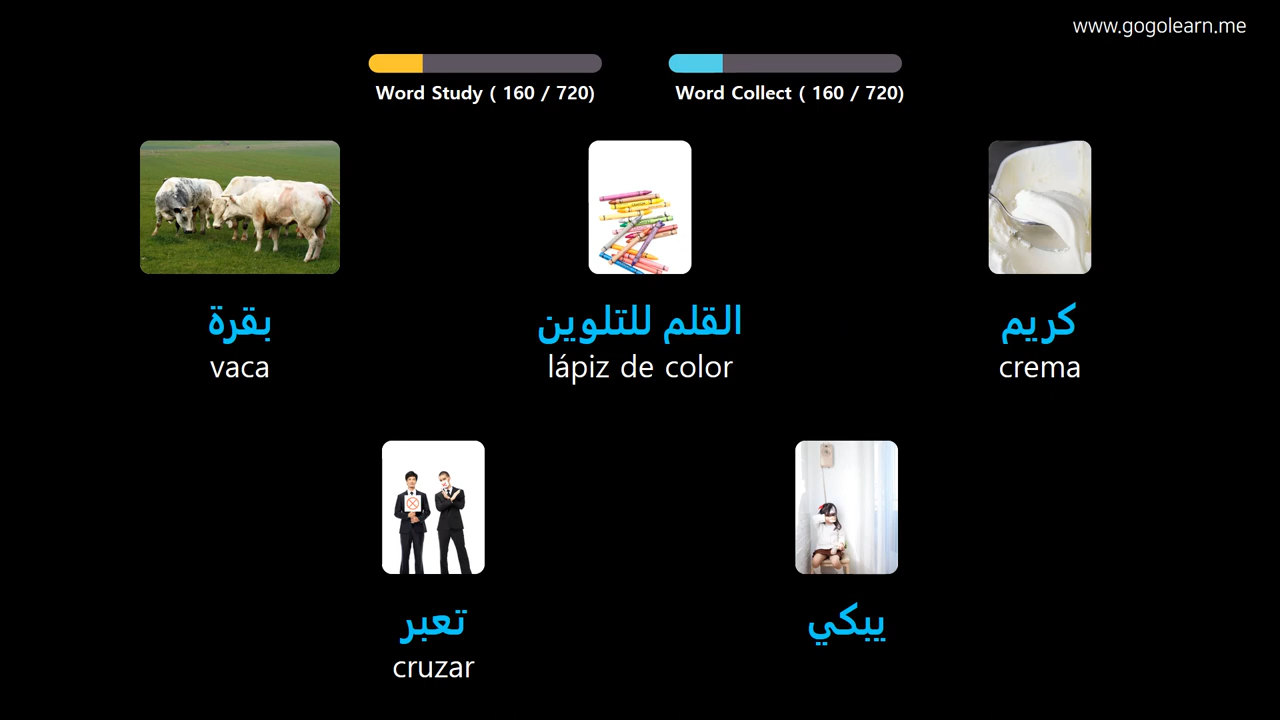 www.gogolearn.me
Word Study ( 160 / 720)
Word Collect ( 160 / 720)
بقرة
vaca
القلم للتلوين
lápiz de color
كريم
crema
تعبر
cruzar
يبكي